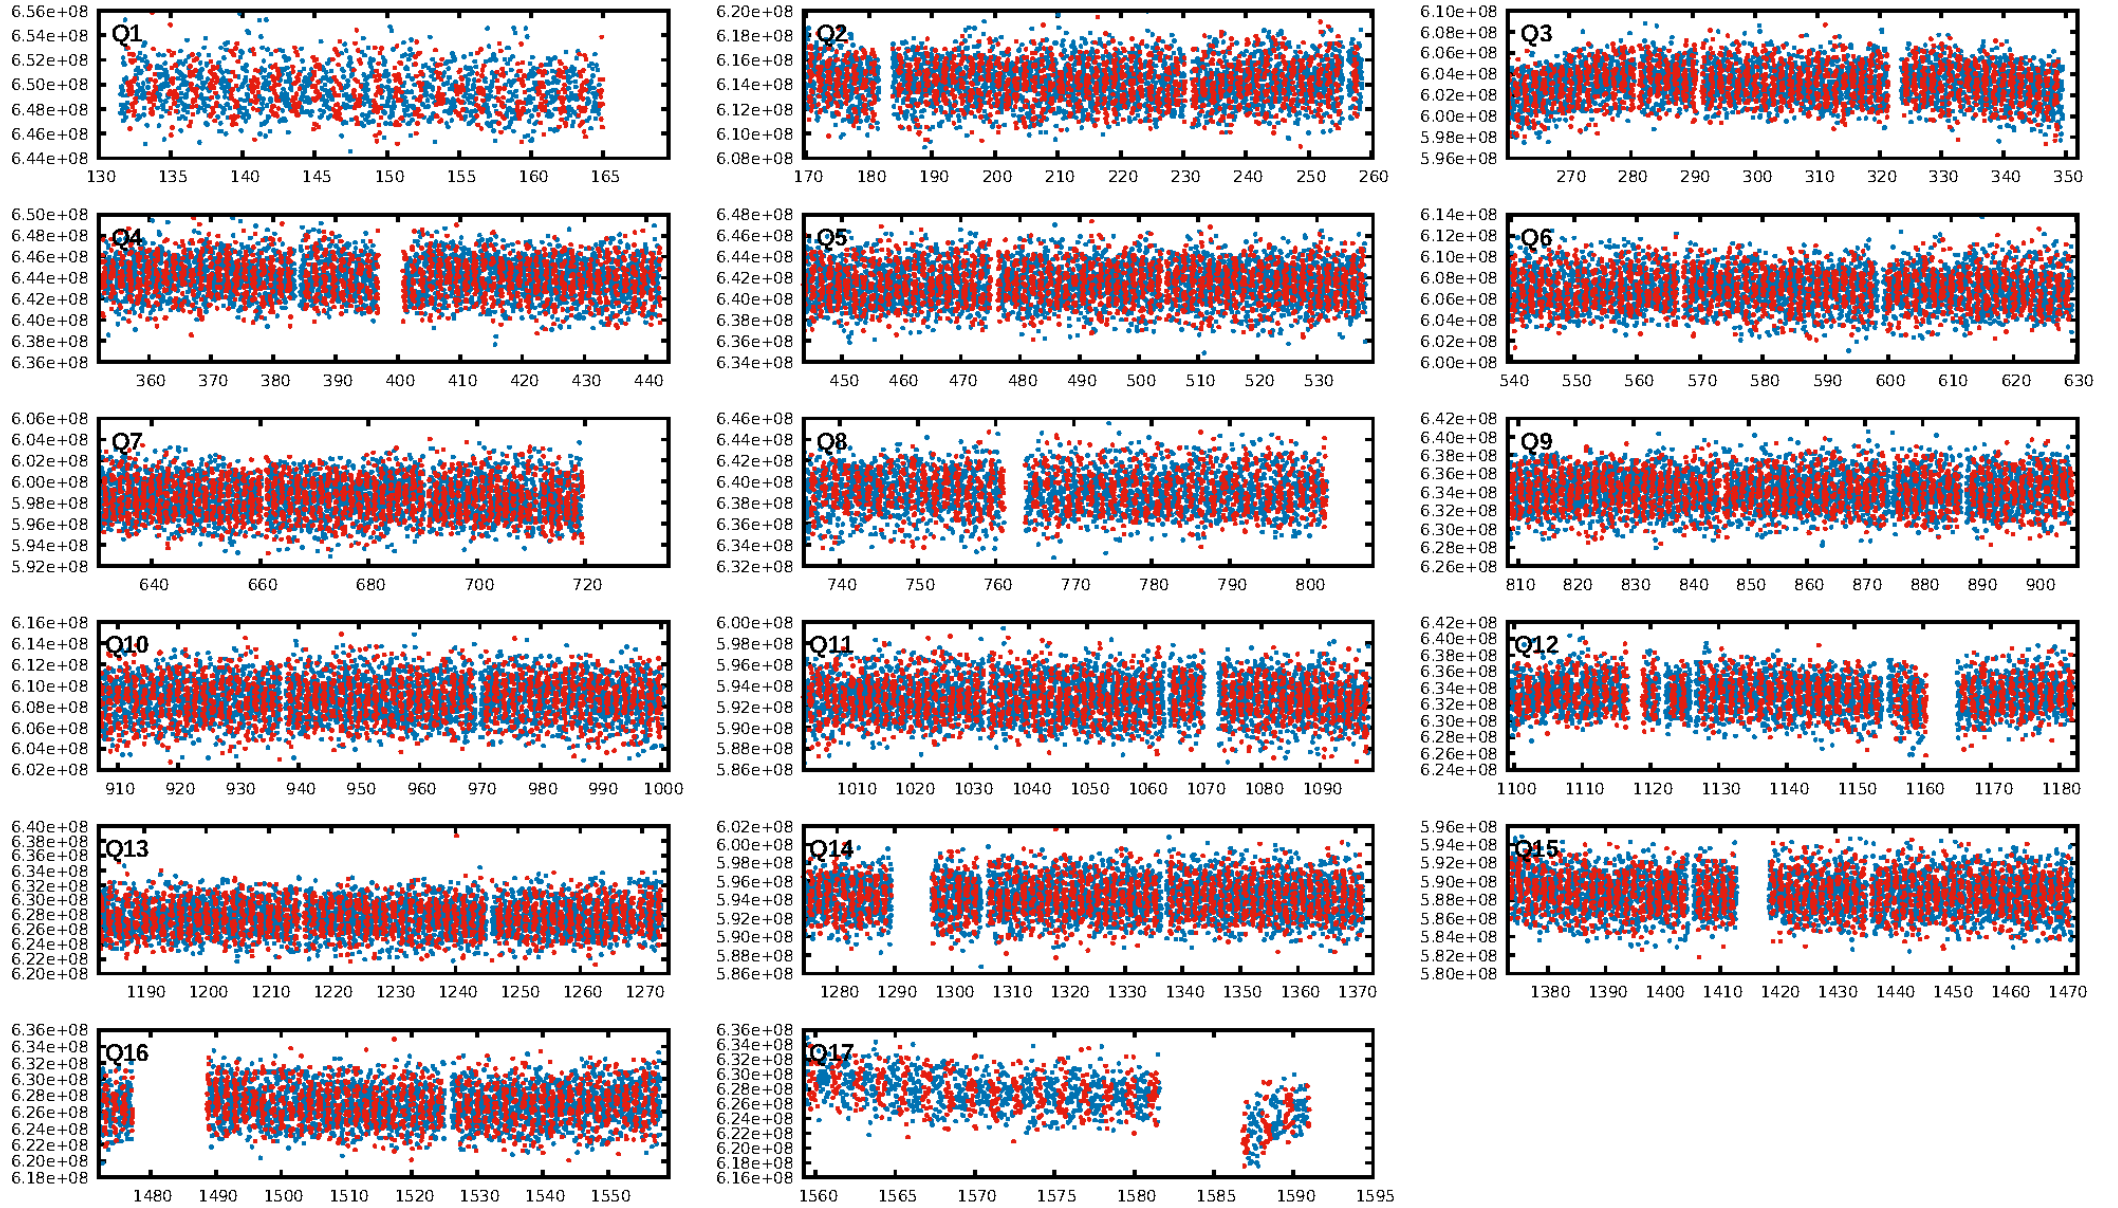 6.56e+08
6.54e+08
Q1
6.52e+08
6.50e+08
6.48e+08
6.46e+08
6.44e+08
130 135 140 145 150 155 160 165
6.20e+08
6.18e+08
Q2
6.16e+08
6.14e+08
6.12e+08
6.10e+08
6.08e+08
170 180 190 200 210 220 230 240 250 260
6.10e+08
6.08e+08
Q3
6.06e+08
6.04e+08
6.02e+08
6.00e+08
5.98e+08
5.96e+08
270 280 290 300 310 320 330 340 350
6.50e+08
6.48e+08
Q4
6.46e+08
6.44e+08
6.42e+08
6.40e+08
6.38e+08
6.36e+08
360 370 380 390 400 410 420 430 440
6.48e+08
6.46e+08
Q5
6.44e+08
6.42e+08
6.40e+08
6.38e+08
6.36e+08
6.34e+08
450 460 470 480 490 500 510 520 530
6.14e+08
6.12e+08
Q6
6.10e+08
6.08e+08
6.06e+08
6.04e+08
6.02e+08
6.00e+08
540 550 560 570 580 590 600 610 620 630
6.06e+08
6.04e+08
Q7
6.02e+08
6.00e+08
5.98e+08
5.96e+08
5.94e+08
5.92e+08
640 660 680 700 720
6.46e+08
6.44e+08
Q8
6.42e+08
6.40e+08
6.38e+08
6.36e+08
6.34e+08
6.32e+08
740 750 760 770 780 790 800
6.42e+08
6.40e+08
Q9
6.38e+08
6.36e+08
6.34e+08
6.32e+08
6.30e+08
6.28e+08
6.26e+08
810 820 830 840 850 860 870 880 890 900
6.16e+08
6.14e+08
Q10
6.12e+08
6.10e+08
6.08e+08
6.06e+08
6.04e+08
6.02e+08
910 920 930 940 950 960 970 980 990 1000
6.00e+08
5.98e+08
Q11
5.96e+08
5.94e+08
5.92e+08
5.90e+08
5.88e+08
5.86e+08
1010 1020 1030 1040 1050 1060 1070 1080 1090
6.42e+08
6.40e+08
Q12
6.38e+08
6.36e+08
6.34e+08
6.32e+08
6.30e+08
6.28e+08
6.26e+08
6.24e+08
1100 1110 1120 1130 1140 1150 1160 1170 1180
6.40e+08
6.38e+08
Q13
6.36e+08
6.34e+08
6.32e+08
6.30e+08
6.28e+08
6.26e+08
6.24e+08
6.22e+08
6.20e+08
1190 1200 1210 1220 1230 1240 1250 1260 1270
6.02e+08
6.00e+08
Q14
5.98e+08
5.96e+08
5.94e+08
5.92e+08
5.90e+08
5.88e+08
5.86e+08
1280 1290 1300 1310 1320 1330 1340 1350 1360 1370
5.96e+08
5.94e+08
Q15
5.92e+08
5.90e+08
5.88e+08
5.86e+08
5.84e+08
5.82e+08
5.80e+08
1380 1390 1400 1410 1420 1430 1440 1450 1460 1470
6.36e+08
6.34e+08
Q16
6.32e+08
6.30e+08
6.28e+08
6.26e+08
6.24e+08
6.22e+08
6.20e+08
6.18e+08
1480 1490 1500 1510 1520 1530 1540 1550
6.36e+08
6.34e+08
Q17
6.32e+08
6.30e+08
6.28e+08
6.26e+08
6.24e+08
6.22e+08
6.20e+08
6.18e+08
6.16e+08
1560 1565 1570 1575 1580 1585 1590 1595